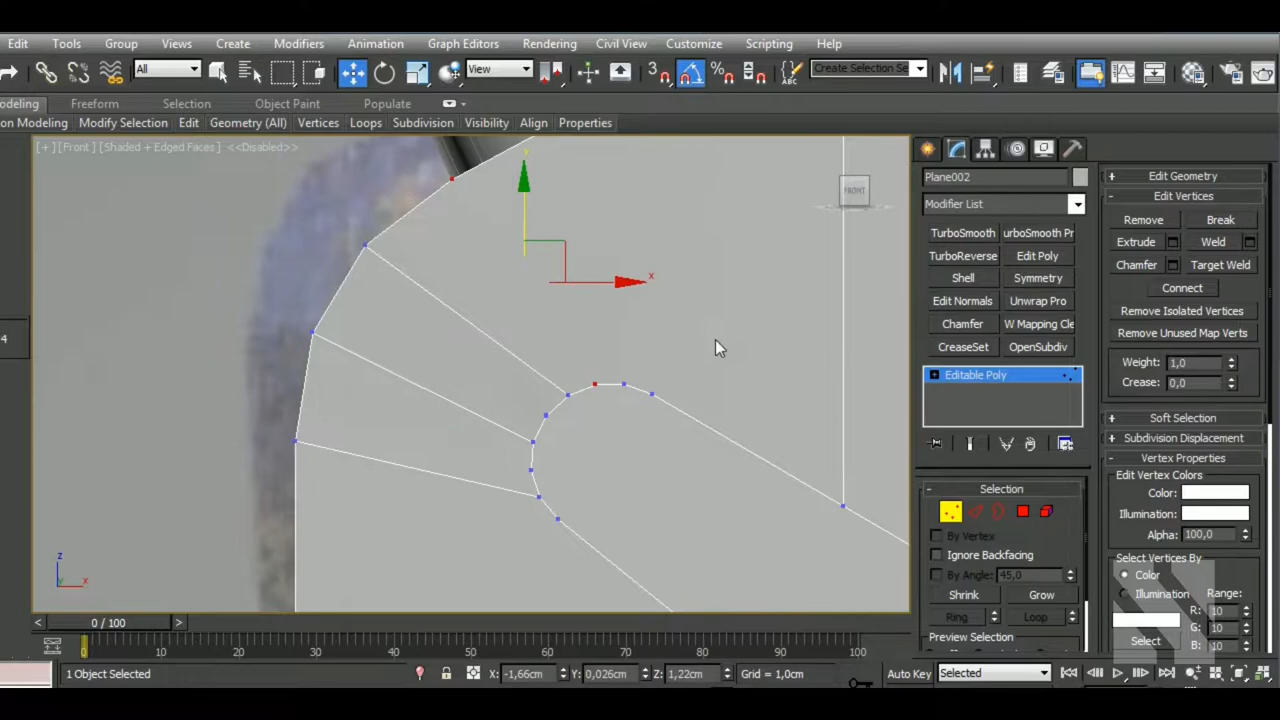 Edit Tools Group Views Create Modifiers Animation Graph Editors Rendering Civil View Customize Scripting Help
All View 3 ABC Create Selection Se
odeling Freeform Selection Object Paint Populate
on Modeling Modify Selection Edit Geometry (All) Vertices Loops Subdivision Visibility Align Properties
[+] [Front] [Shaded + Edged Faces] <<Disabled>>
FRONT
y
x
z
y x
4
Plane002
Modifier List
TurboSmooth urboSmooth Pr
TurboReverse Edit Poly
Shell Symmetry
Edit Normals Unwrap Pro
Chamfer W Mapping Cle
CreaseSet OpenSubdiv
Editable Poly
Selection
By Vertex
Ignore Backfacing
By Angle: 45,0
Shrink Grow
Ring Loop
Preview Selection
+ Edit Geometry
- Edit Vertices
Remove Break
Extrude Weld
Chamfer Target Weld
Connect
Remove Isolated Vertices
Remove Unused Map Verts
Weight: 1,0
Crease: 0,0
+ Soft Selection
+ Subdivision Displacement
- Vertex Properties
Edit Vertex Colors
Color:
Illumination:
Alpha: 100,0
Select Vertices By
Color
Illumination Range:
R: 10
G: 10
Select B: 10
< 0 / 100 >
0 10 20 30 40 50 60 70 80 90 100
1 Object Selected X: -1,66cm Y: 0,026cm Z: 1,22cm Grid = 1,0cm Auto Key Selected